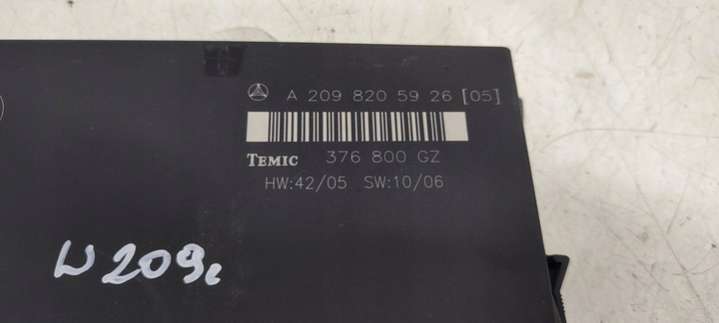 A 209 820 59 26 [05]
TEMIC 376 800 GZ
HW:42/05 SW:10/06
W209c